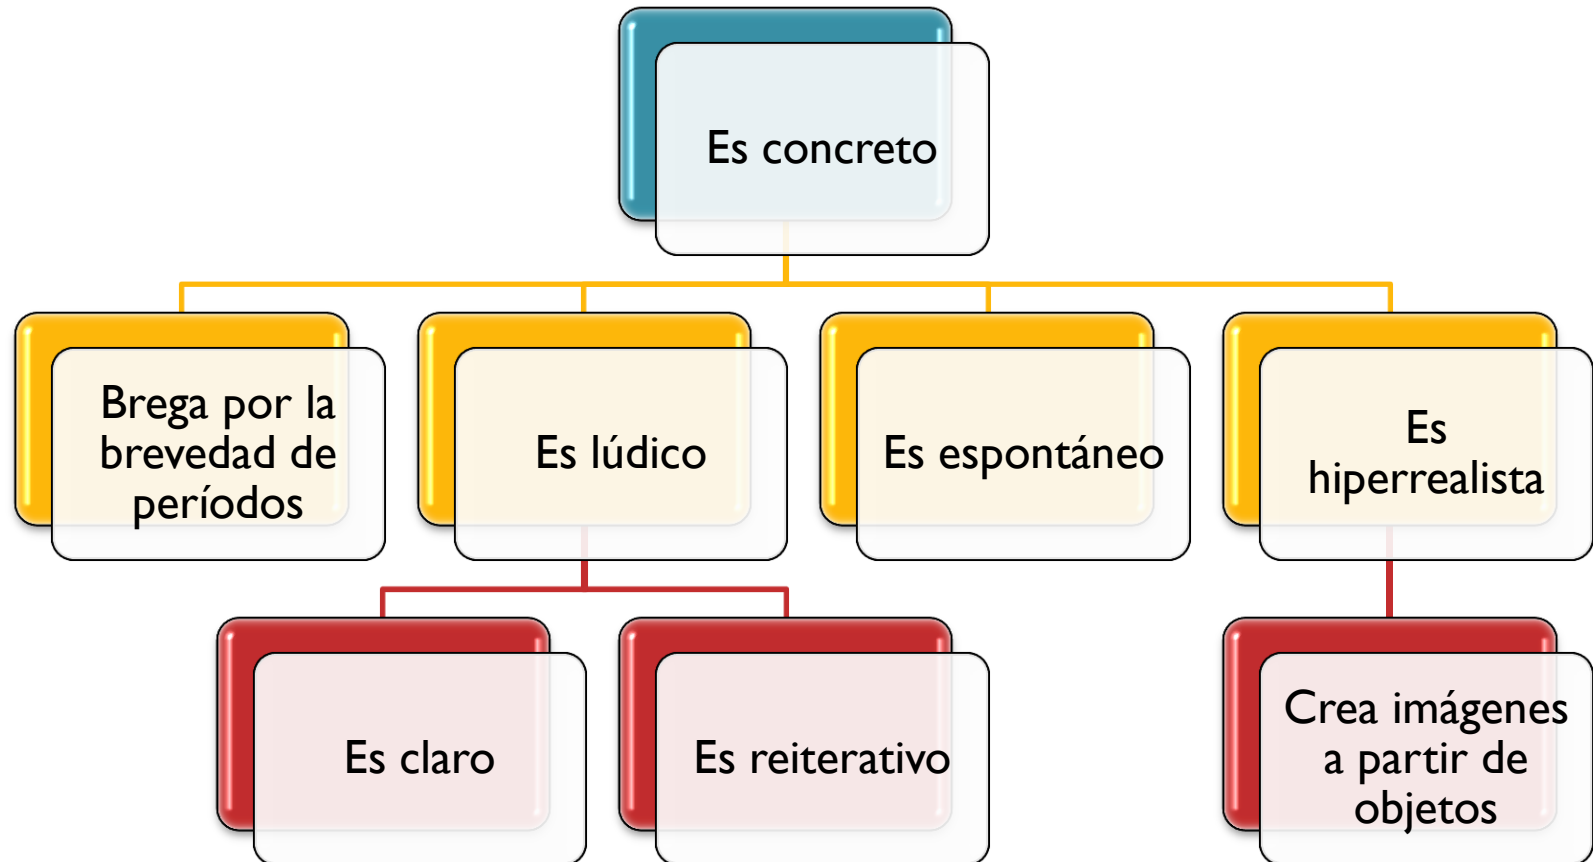 Es concreto
Brega por la
brevedad de
períodos
Es lúdico
Es espontáneo
Es
hiperrealista
Es claro
Es reiterativo
Crea imágenes
a partir de
objetos